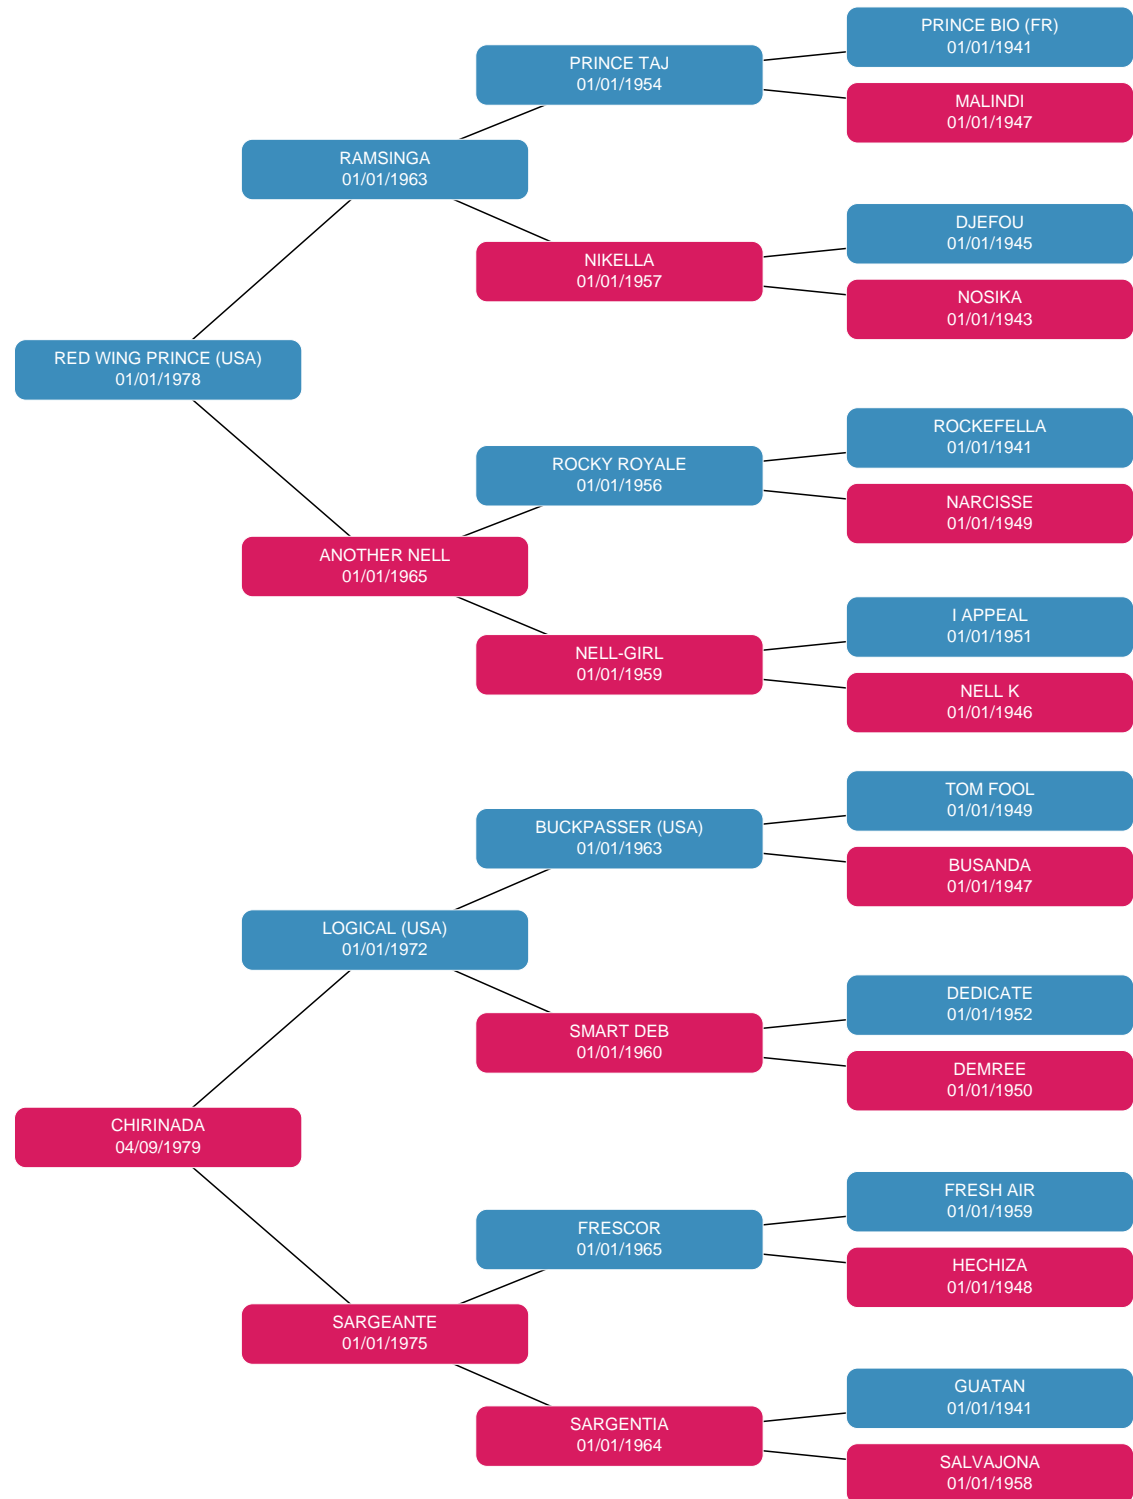 PRINCE BIO (FR)
01/01/1941
PRINCE TAJ
01/01/1954
MALINDI
01/01/1947
RAMSINGA
01/01/1963
DJEFOU
01/01/1945
NIKELLA
01/01/1957
NOSIKA
01/01/1943
RED WING PRINCE (USA)
01/01/1978
ROCKEFELLA
01/01/1941
ROCKY ROYALE
01/01/1956
NARCISSE
01/01/1949
ANOTHER NELL
01/01/1965
I APPEAL
01/01/1951
NELL-GIRL
01/01/1959
NELL K
01/01/1946
TOM FOOL
01/01/1949
BUCKPASSER (USA)
01/01/1963
BUSANDA
01/01/1947
LOGICAL (USA)
01/01/1972
DEDICATE
01/01/1952
SMART DEB
01/01/1960
DEMREE
01/01/1950
CHIRINADA
04/09/1979
FRESH AIR
01/01/1959
FRESCOR
01/01/1965
HECHIZA
01/01/1948
SARGEANTE
01/01/1975
GUATAN
01/01/1941
SARGENTIA
01/01/1964
SALVAJONA
01/01/1958